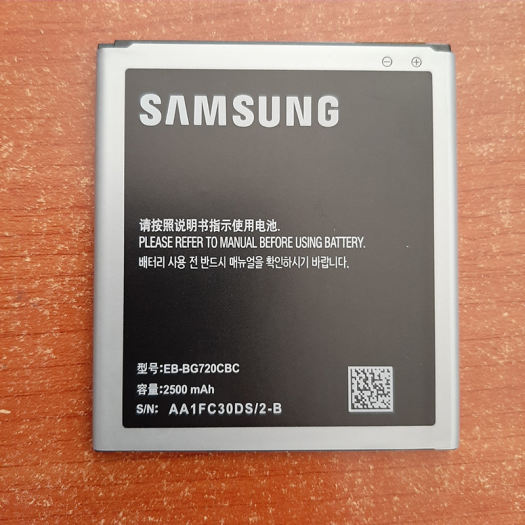 ⊖ ⊕
SAMSUNG
请按照说明书指示使用电池.
PLEASE REFER TO MANUAL BEFORE USING BATTERY.
배터리 사용 전 반드시 매뉴얼을 확인하시기 바랍니다.
型号:EB-BG720CBC
容量:2500 mAh
S/N: AA1FC30DS/2-B